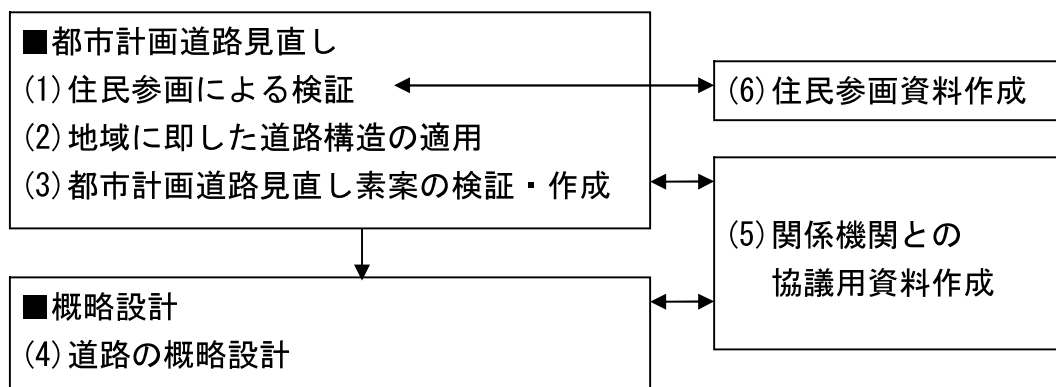 ■都市計画道路見直し
(1)住民参画による検証
(2)地域に即した道路構造の適用
(3)都市計画道路見直し素案の検証・作成
(6)住民参画資料作成
(5)関係機関との
協議用資料作成
■概略設計
(4)道路の概略設計